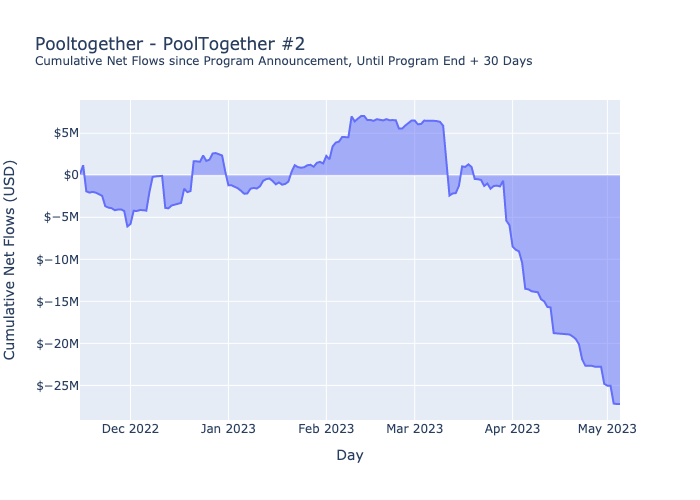 Pooltogether - PoolTogether #2
Cumulative Net Flows since Program Announcement, Until Program End + 30 Days
Cumulative Net Flows (USD)
$5M
$0
$−5M
$−10M
$−15M
$−20M
$−25M
Dec 2022
Jan 2023
Feb 2023
Mar 2023
Apr 2023
May 2023
Day